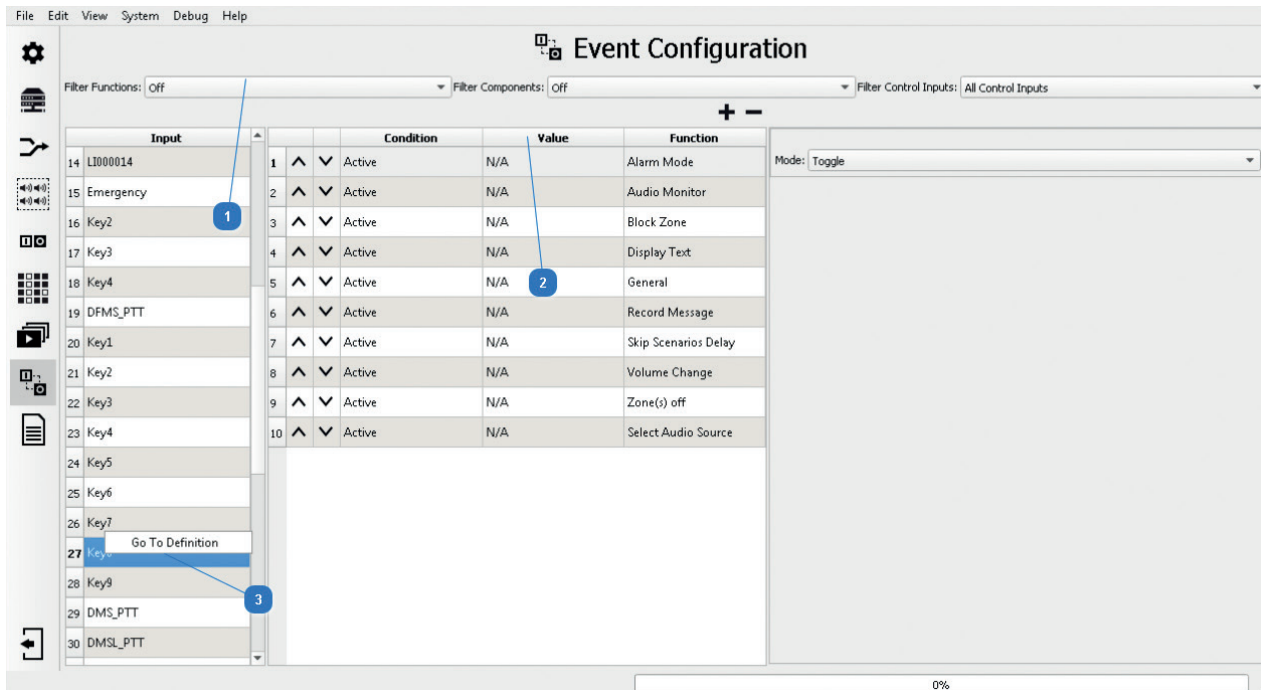 File Edit View System Debug Help
Event Configuration
Filter Functions: Off Filter Components: Off Filter Control Inputs: All Control Inputs
Input Condition Value Function
14 LI000014 1 Active N/A Alarm Mode Mode: Toggle
15 Emergency 2 Active N/A Audio Monitor
16 Key2 1 3 Active N/A Block Zone
17 Key3 4 Active N/A Display Text
18 Key4 5 Active N/A 2 General
19 DFMS_PTT 6 Active N/A Record Message
20 Key1 7 Active N/A Skip Scenarios Delay
21 Key2 8 Active N/A Volume Change
22 Key3 9 Active N/A Zone(s) off
23 Key4 10 Active N/A Select Audio Source
24 Key5
25 Key6
26 Key7
Go To Definition
27
28 Key9
3
29 DMS_PTT
30 DMSL_PTT
0%